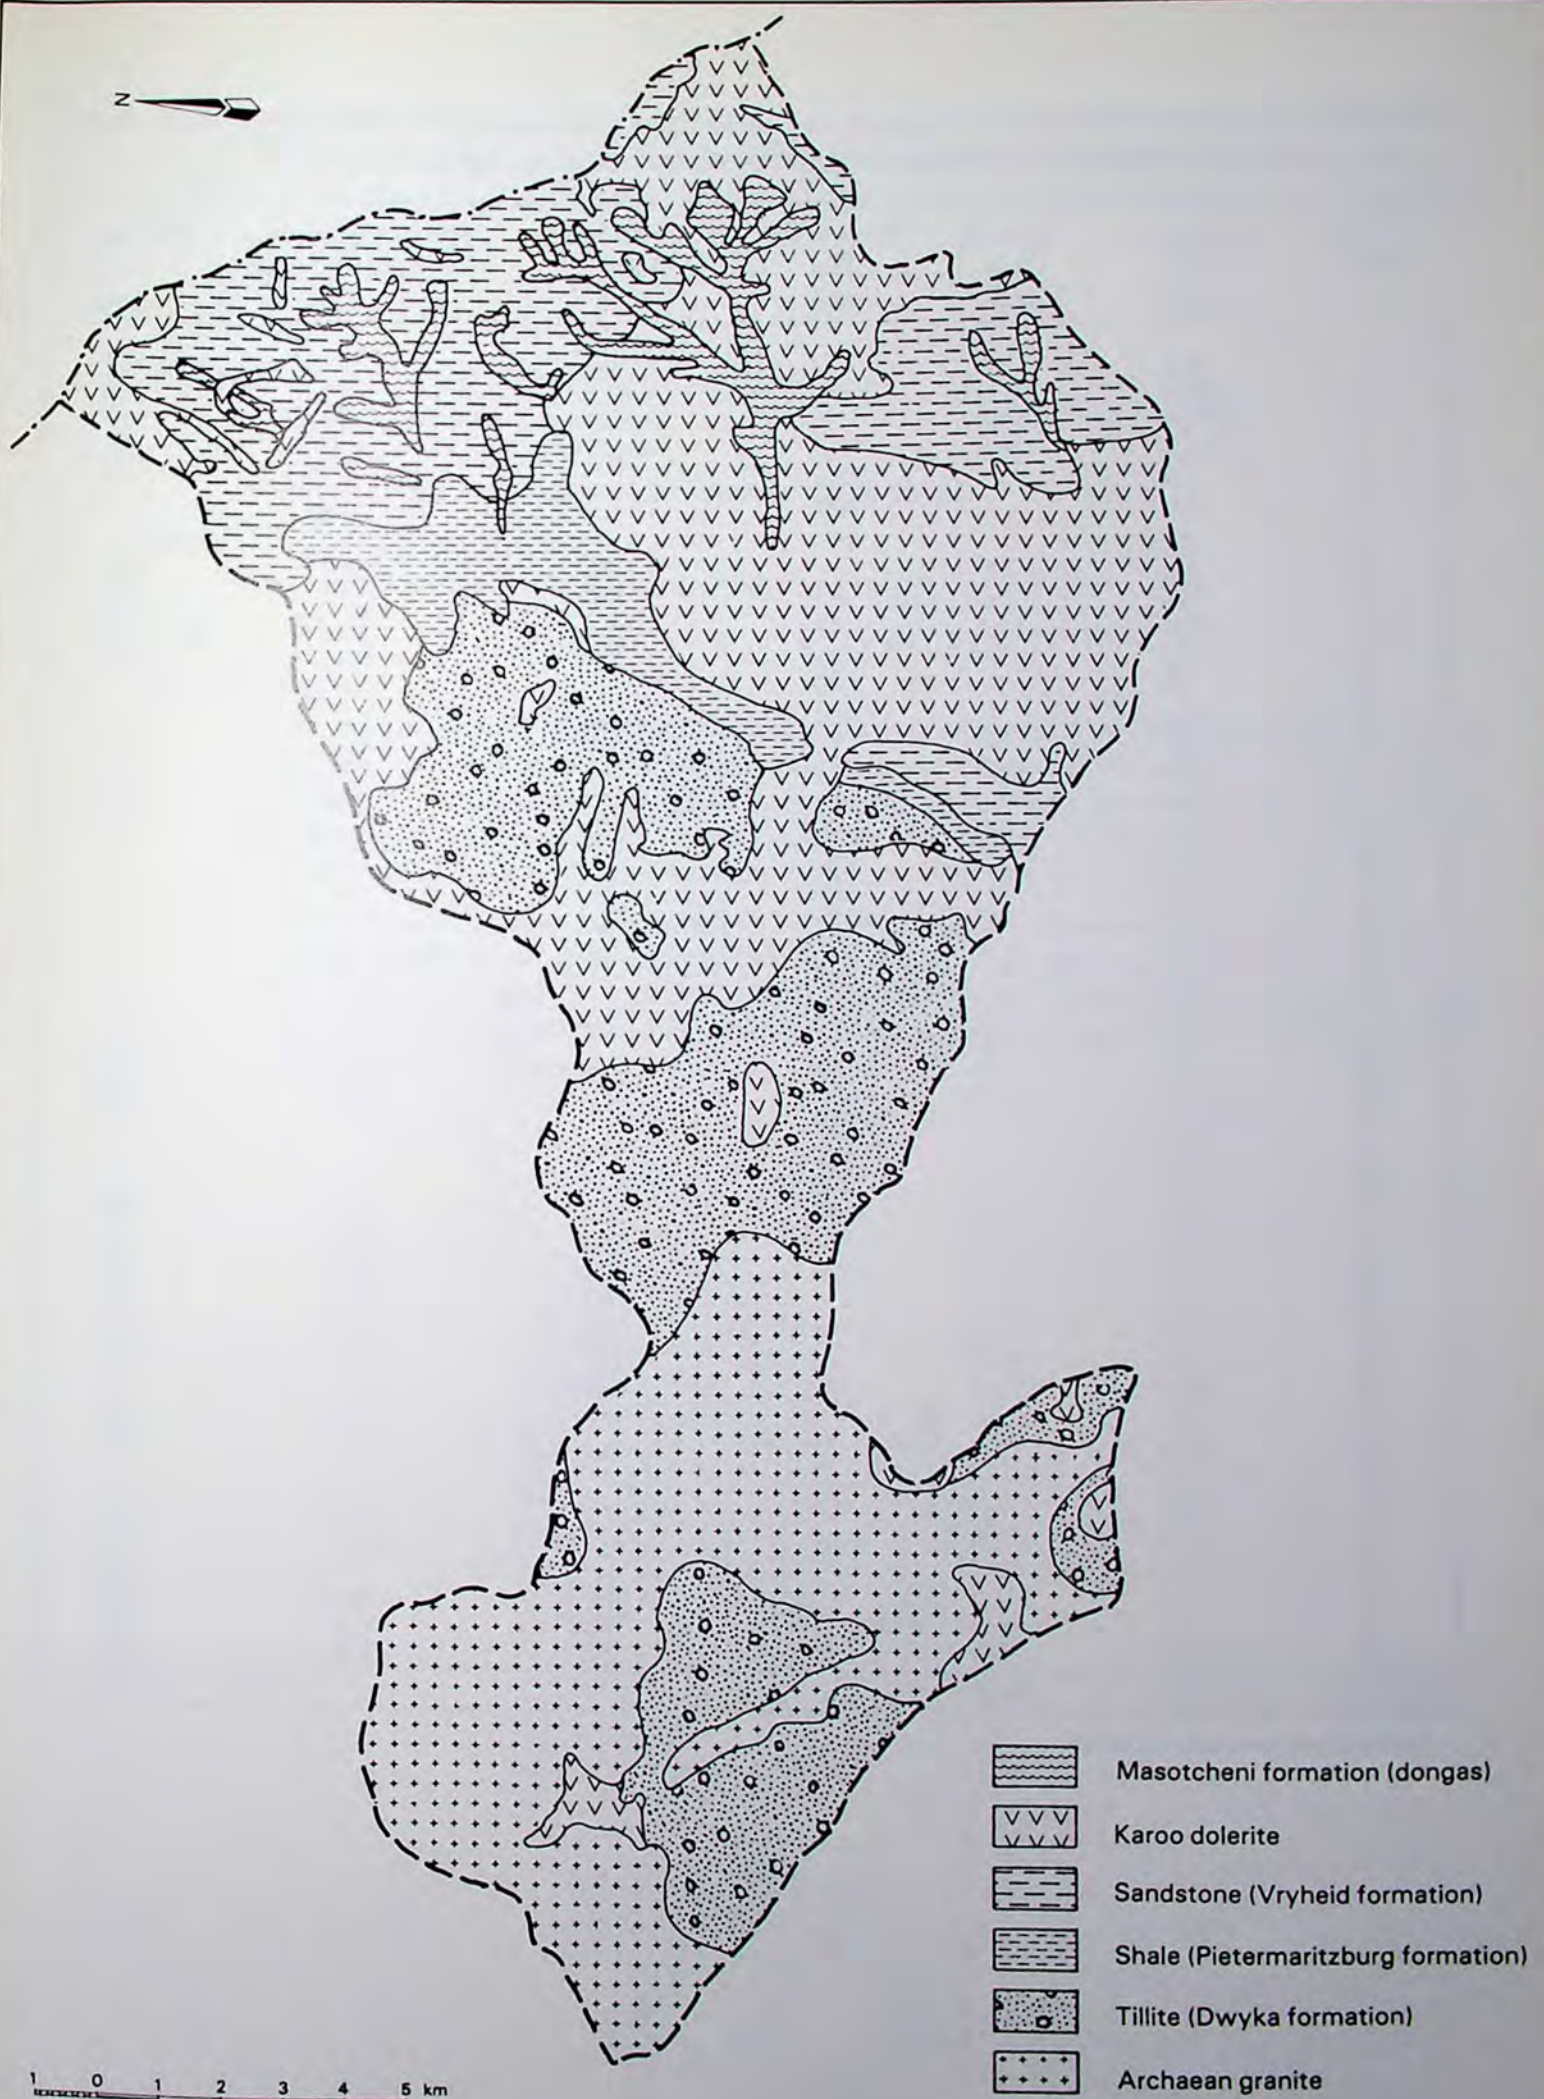 N
Masotcheni formation (dongas)
Karoo dolerite
Sandstone (Vryheid formation)
Shale (Pietermaritzburg formation)
Tillite (Dwyka formation)
Archaean granite
1 0 1 2 3 4 5 km